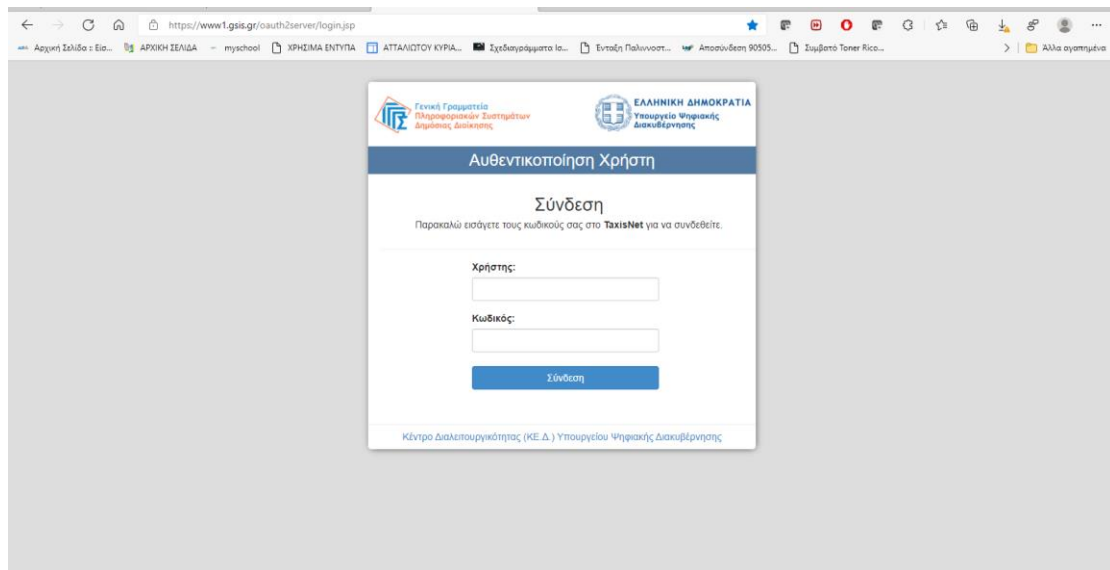 https://www1.gsis.gr/oauth2server/login.jsp
Αρχική Σελίδα :: Είσ...
ΑΡΧΙΚΗ ΣΕΛΙΔΑ
myschool
ΧΡΗΣΙΜΑ ΕΝΤΥΠΑ
ΑΤΤΑΛΙΩΤΟΥ ΚΥΡΙΑ...
Σχεδιαγράμματα Ισ...
Ένταξη Παλιννοστ...
Αποσύνδεση 90505...
Συμβατό Toner Rico...
Άλλα αγαπημένα
Γενική Γραμματεία
Πληροφοριακών Συστημάτων
Δημόσιας Διοίκησης
ΕΛΛΗΝΙΚΗ ΔΗΜΟΚΡΑΤΙΑ
Υπουργείο Ψηφιακής
Διακυβέρνησης
Αυθεντικοποίηση Χρήστη
Σύνδεση
Παρακαλώ εισάγετε τους κωδικούς σας στο TaxisNet για να συνδεθείτε.
Χρήστης:
Κωδικός:
Σύνδεση
Κέντρο Διαλειτουργικότητας (ΚΕ.Δ.) Υπουργείου Ψηφιακής Διακυβέρνησης